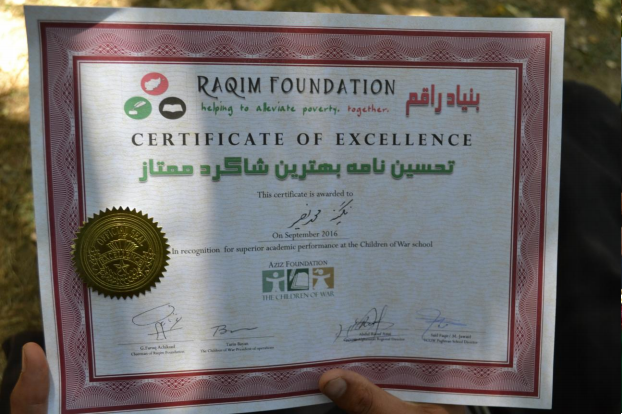 RAQIM FOUNDATION
helping to alleviate poverty. together.
بنیاد راقم
CERTIFICATE OF EXCELLENCE
تحسین نامه بهترین شاگرد ممتاز
This certificate is awarded to
On September 2016
In recognition for superior academic performance at the Children of War school
AZIZ FOUNDATION
THE CHILDREN OF WAR